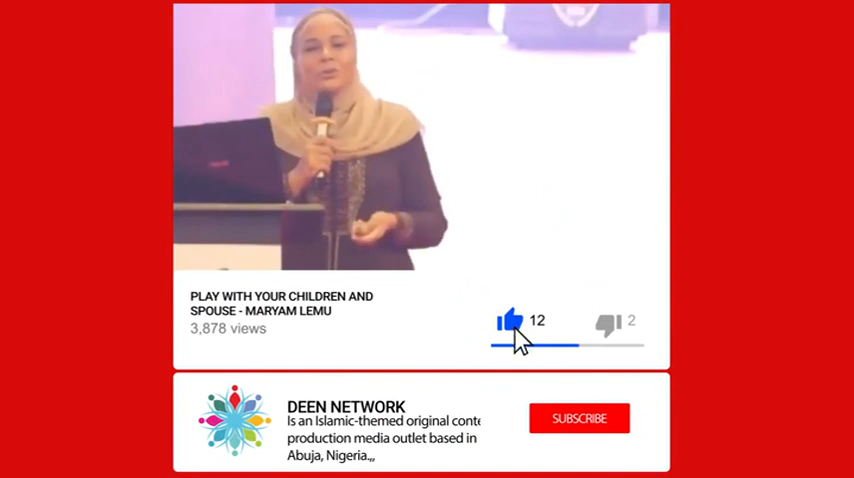 PLAY WITH YOUR CHILDREN AND
SPOUSE - MARYAM LEMU
3,878 views
12
2
DEEN NETWORK
Is an Islamic-themed original conte
production media outlet based in
Abuja, Nigeria.,,
SUBSCRIBE